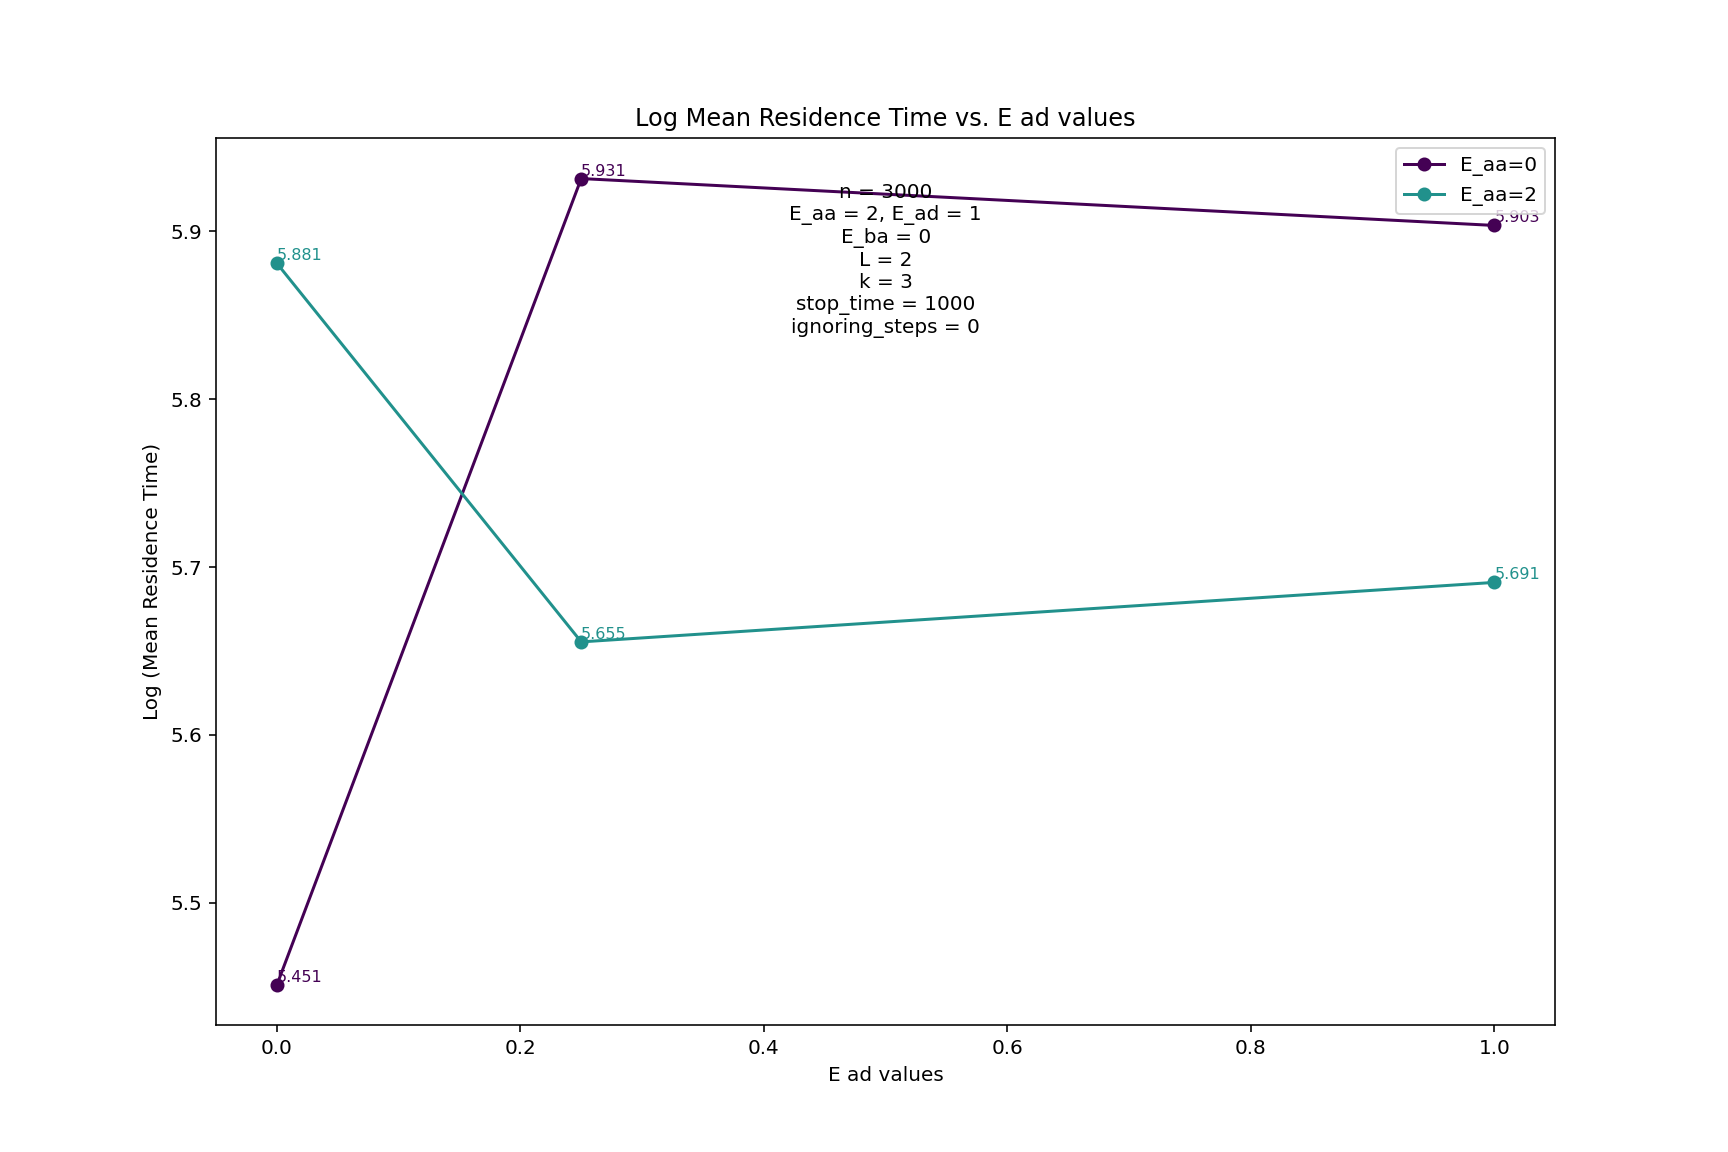 Log Mean Residence Time vs. E ad values
E_aa=0
E_aa=2
5.931
n = 3000
E_aa = 2, E_ad = 1
E_ba = 0
L = 2
k = 3
stop_time = 1000
ignoring_steps = 0
5.903
5.881
5.691
5.655
5.451
Log (Mean Residence Time)
5.9
5.8
5.7
5.6
5.5
0.0 0.2 0.4 0.6 0.8 1.0
E ad values